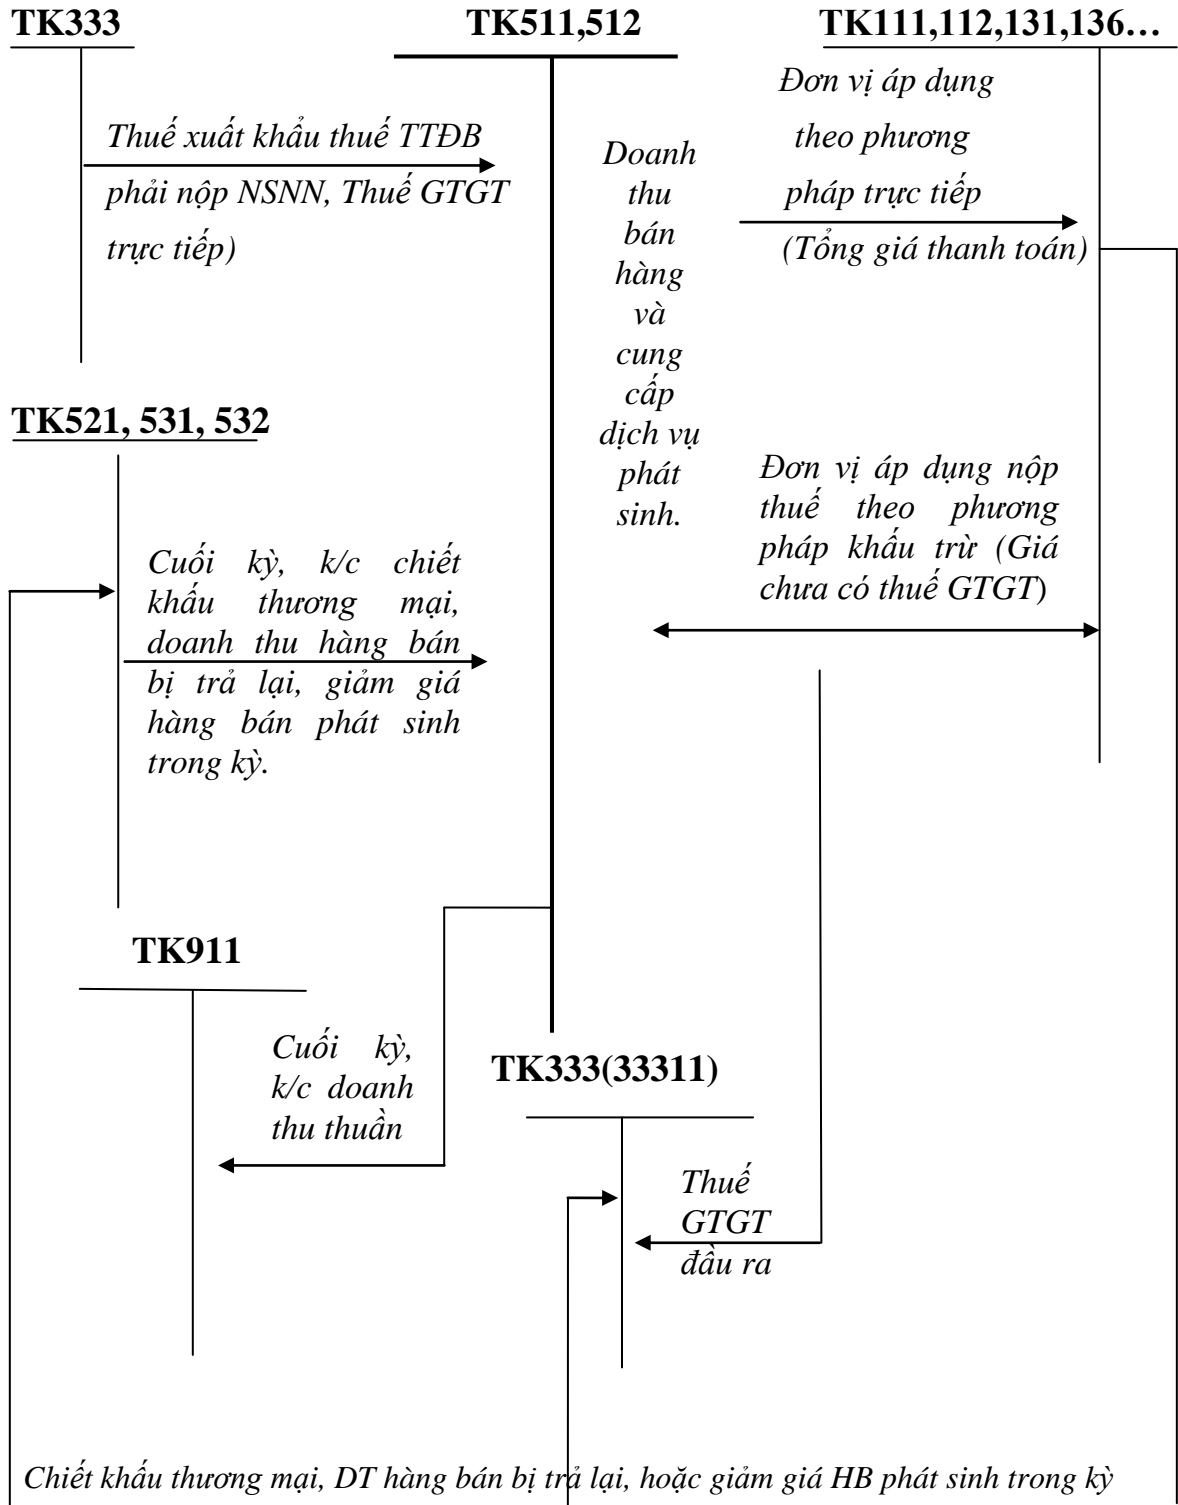 TK333
TK511,512
TK111,112,131,136…
Thuế xuất khẩu thuế TTĐB
phải nộp NSNN, Thuế GTGT
trực tiếp)
Doanh
thu
bán
hàng
và
cung
cấp
dịch vụ
phát
sinh.
Đơn vị áp dụng
theo phương
pháp trực tiếp
(Tổng giá thanh toán)
TK521, 531, 532
Cuối kỳ, k/c chiết
khấu thương mại,
doanh thu hàng bán
bị trả lại, giảm giá
hàng bán phát sinh
trong kỳ.
Đơn vị áp dụng nộp
thuế theo phương
pháp khấu trừ (Giá
chưa có thuế GTGT)
TK911
Cuối kỳ,
k/c doanh
thu thuần
TK333(33311)
Thuế
GTGT
đầu ra
Chiết khấu thương mại, DT hàng bán bị trả lại, hoặc giảm giá HB phát sinh trong kỳ